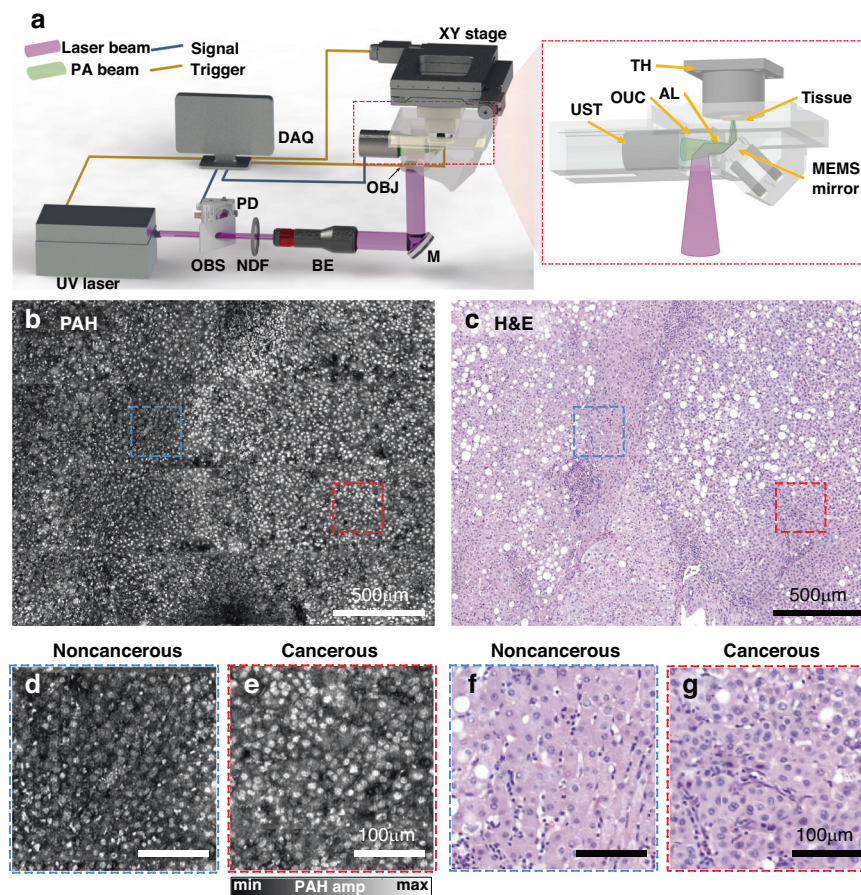 a
Laser beam
Signal
PA beam
Trigger
XY stage
DAQ
OBJ
PD
OBS
NDF
BE
M
UV laser
TH
AL
OUC
UST
Tissue
MEMS
mirror
b PAH
500μm
c H&E
500μm
Noncancerous
Cancerous
Noncancerous
Cancerous
d
e
100μm
f
g
100μm
min PAH amp max